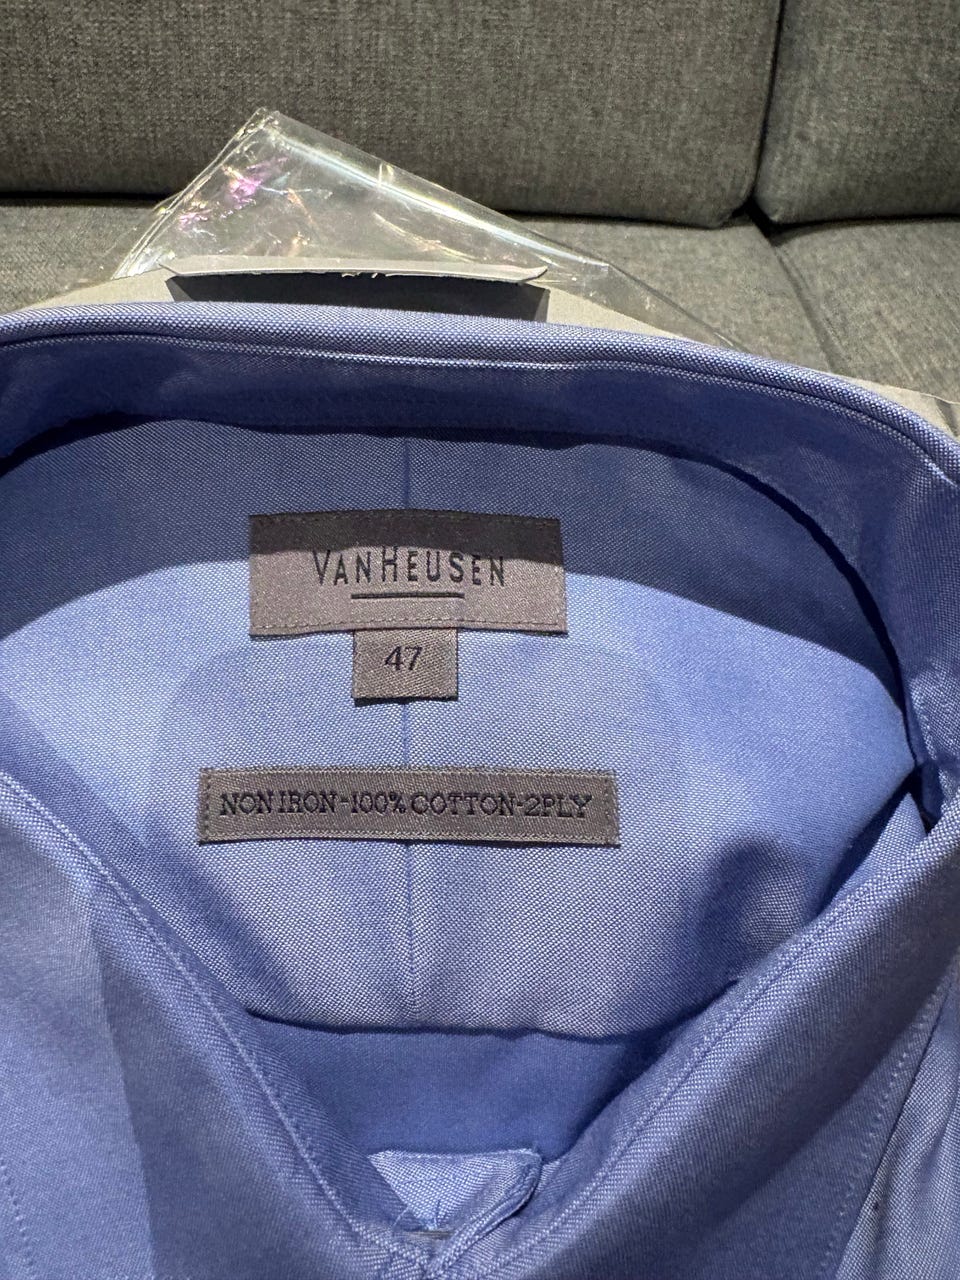 VANHEUSEN
47
NON IRON-100% COTTON-2PLY